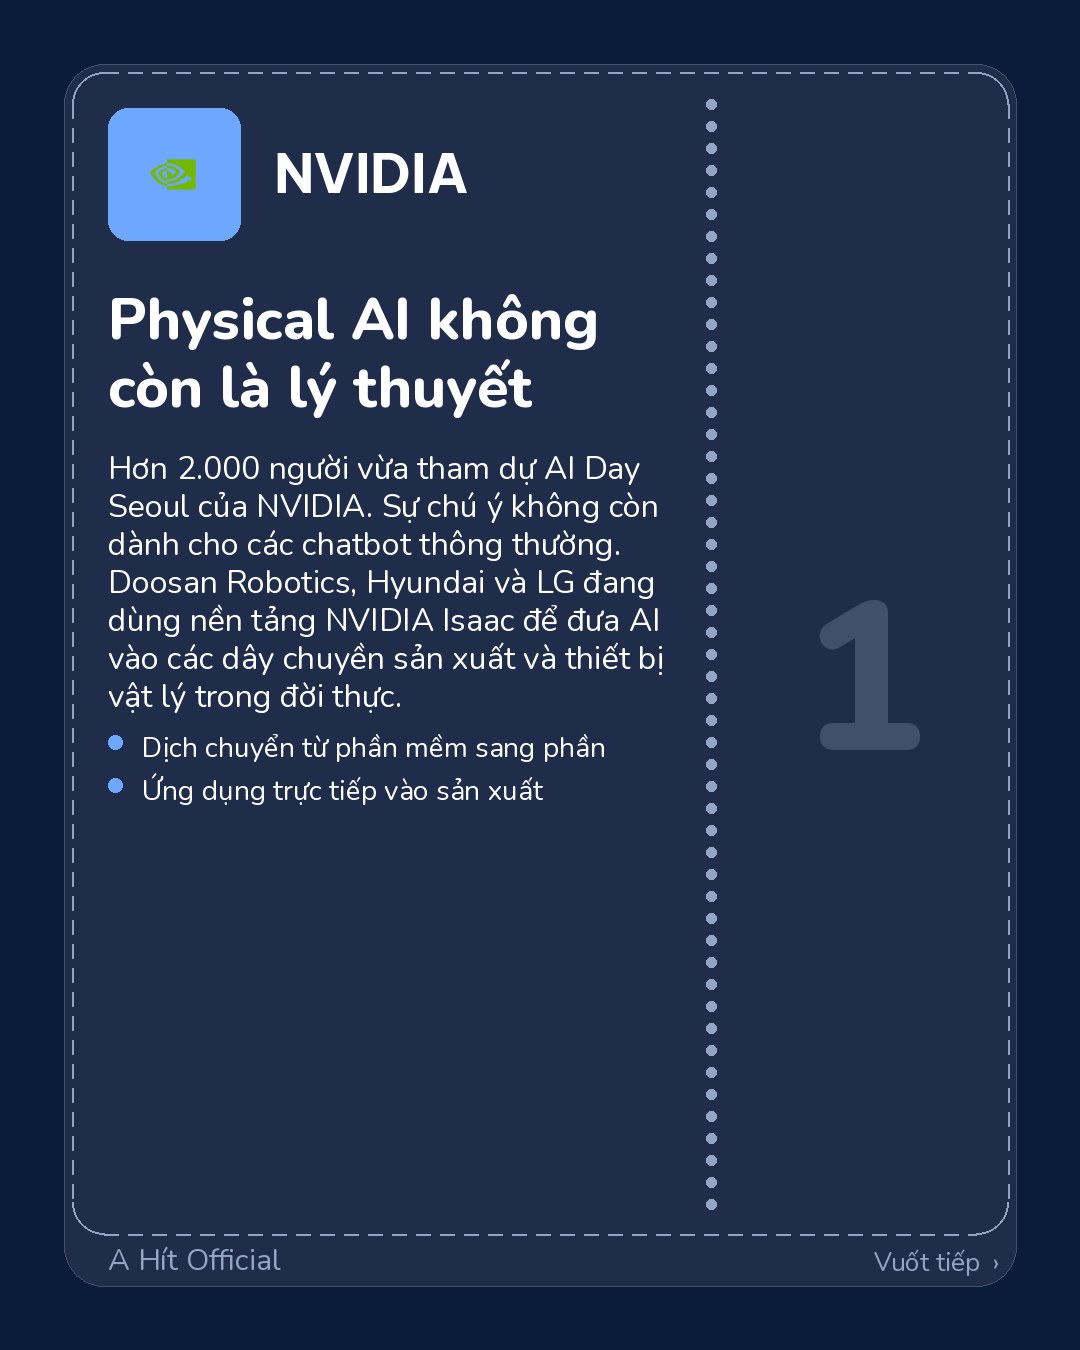 NVIDIA
Physical AI không
còn là lý thuyết
Hơn 2.000 người vừa tham dự AI Day
Seoul của NVIDIA. Sự chú ý không còn
dành cho các chatbot thông thường.
Doosan Robotics, Hyundai và LG đang
dùng nền tảng NVIDIA Isaac để đưa AI
vào các dây chuyền sản xuất và thiết bị
vật lý trong đời thực.
Dịch chuyển từ phần mềm sang phần
Ứng dụng trực tiếp vào sản xuất
1
A Hít Official
Vuốt tiếp ›